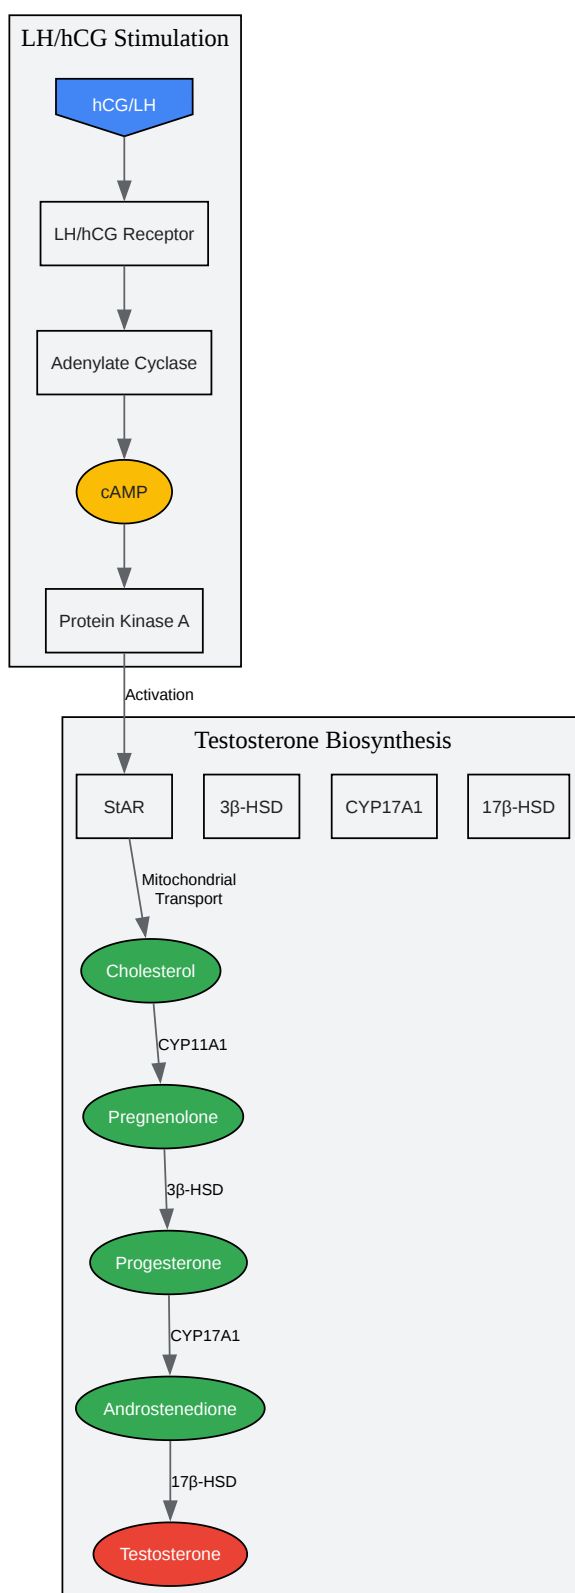 LH/hCG Stimulation
hCG/LH
LH/hCG Receptor
Adenylate Cyclase
cAMP
Protein Kinase A
Activation
Testosterone Biosynthesis
StAR
3β-HSD
CYP17A1
17β-HSD
Mitochondrial
Transport
Cholesterol
CYP11A1
Pregnenolone
3β-HSD
Progesterone
CYP17A1
Androstenedione
17β-HSD
Testosterone